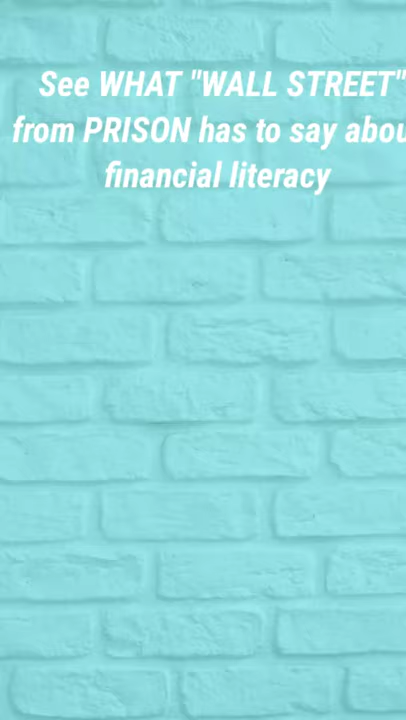 See WHAT "WALL STREET"
from PRISON has to say abou
financial literacy